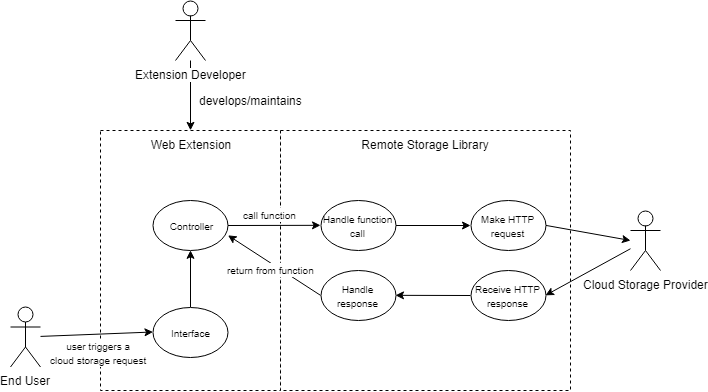 Extension Developer
develops/maintains
Web Extension
Remote Storage Library
Controller
call function
Handle function
call
Make HTTP
request
return from function
Handle
response
Receive HTTP
response
Cloud Storage Provider
Interface
user triggers a
cloud storage request
End User